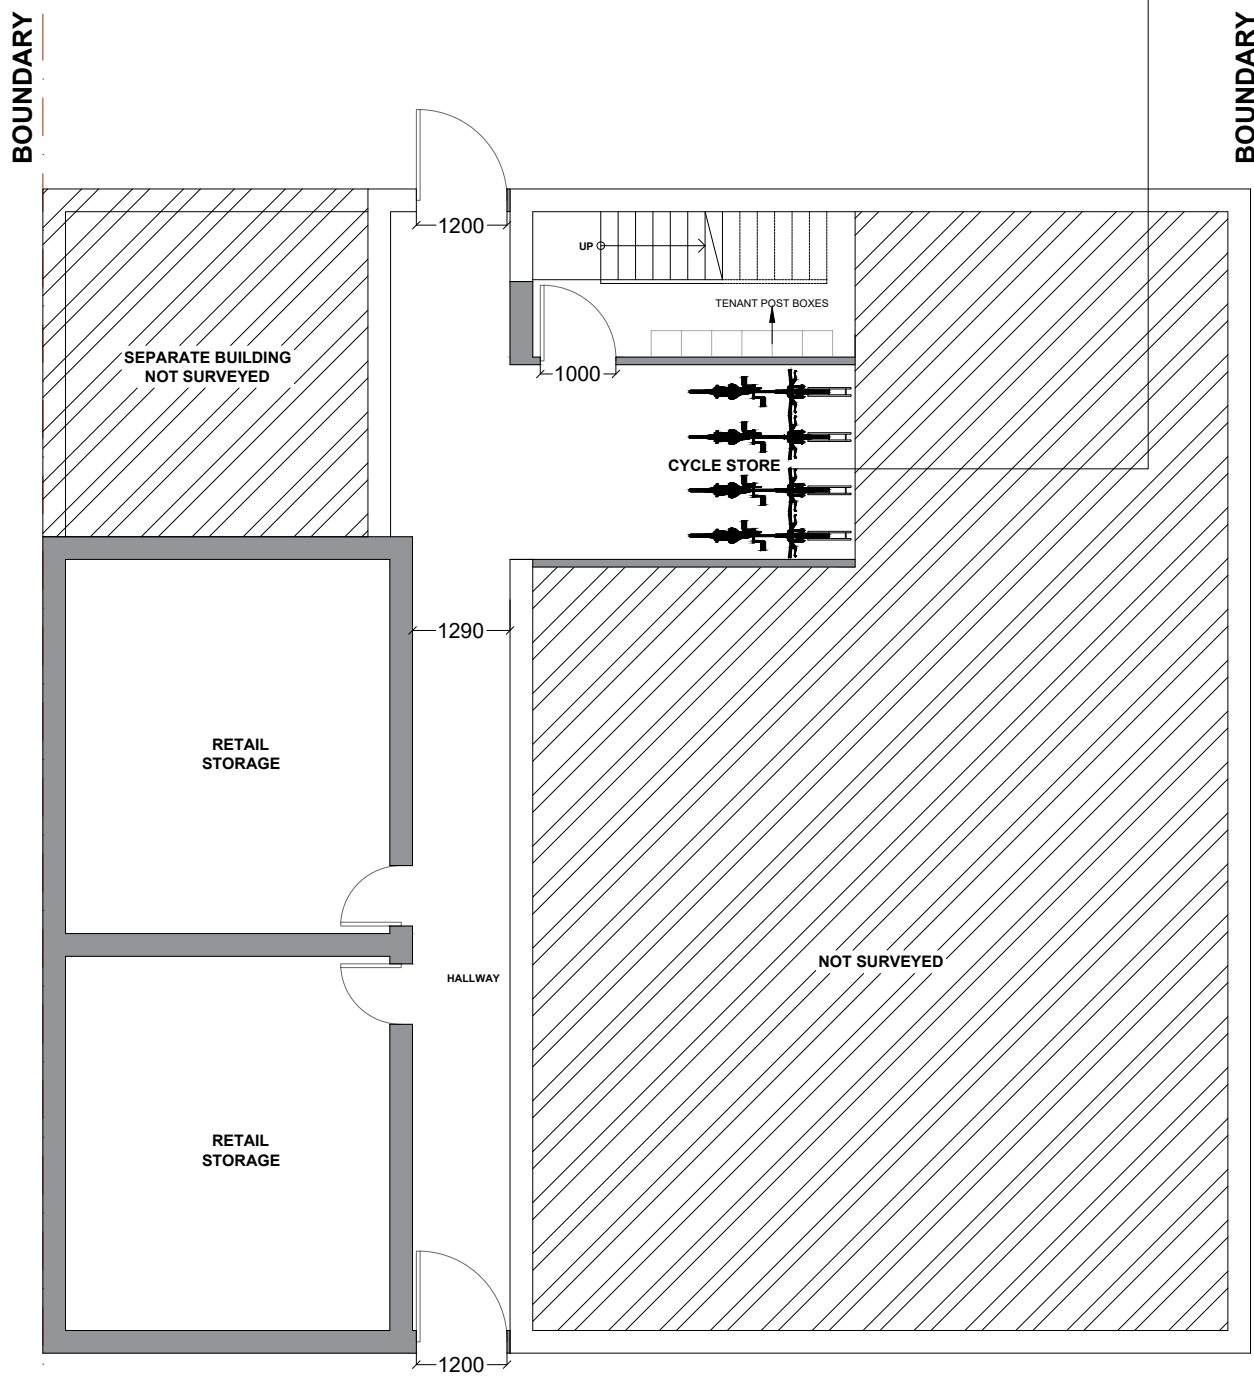 BOUNDARY
BOUNDARY
1200
UP
TENANT POST BOXES
SEPARATE BUILDING
NOT SURVEYED
1000
CYCLE STORE
1290
RETAIL
STORAGE
NOT SURVEYED
HALLWAY
RETAIL
STORAGE
1200